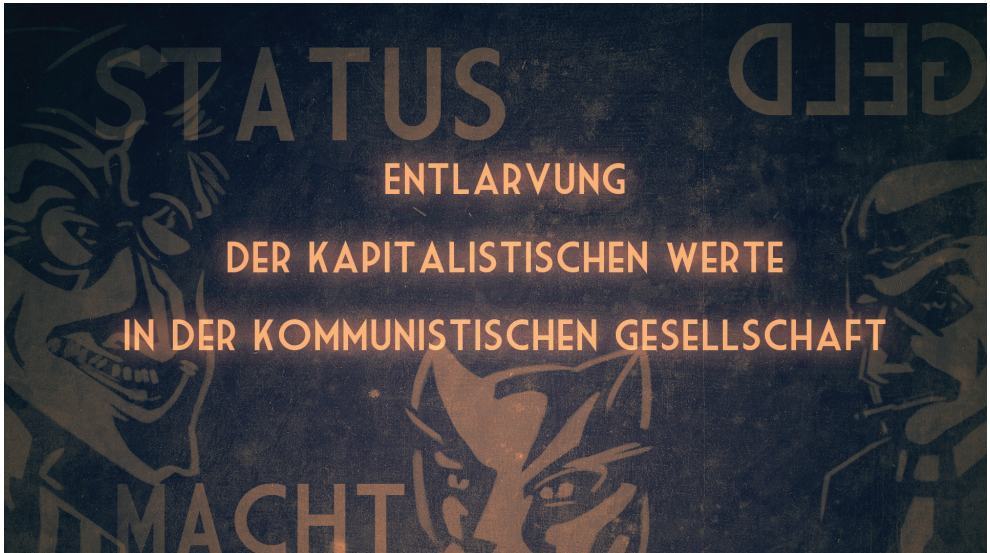 STATUS
GELD
ENTLARVUNG
DER KAPITALISTISCHEN WERTE
IN DER KOMMUNISTISCHEN GESELLSCHAFT
MACHT